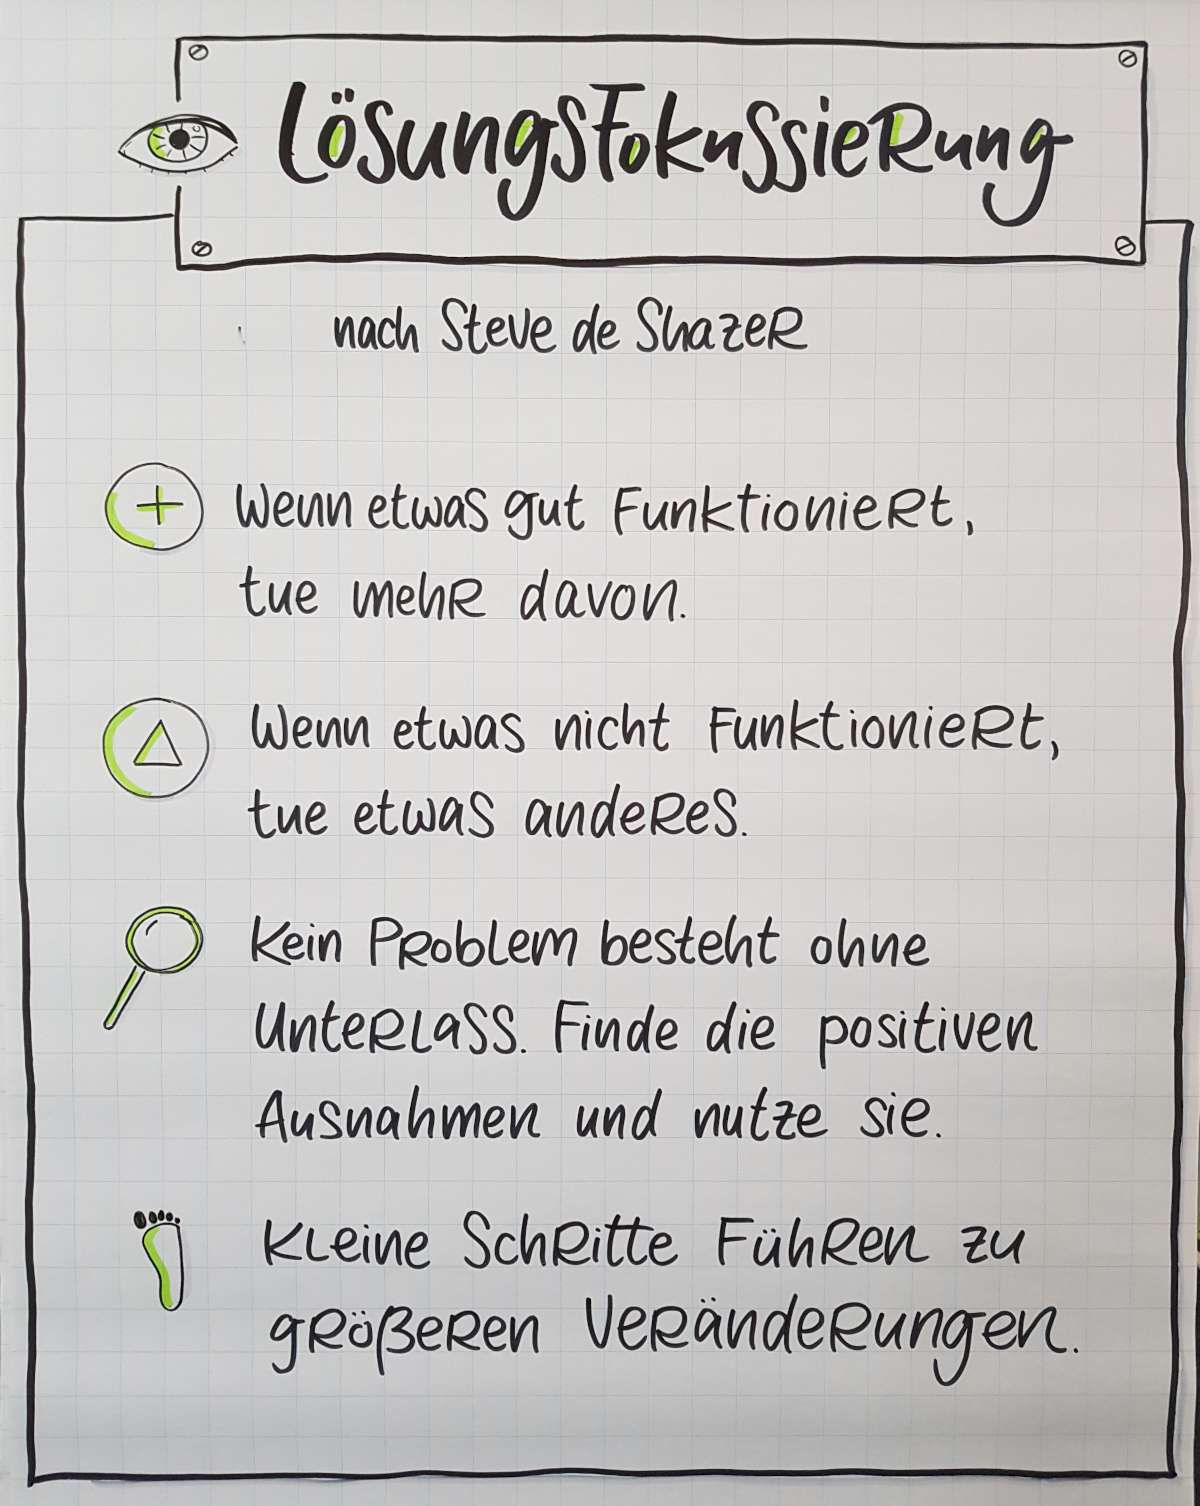 Lösungsfokussierung
nach Steve de Shazer
Wenn etwas gut funktioniert,
tue mehr davon.
Wenn etwas nicht funktioniert,
tue etwas anderes.
Kein Problem besteht ohne
Unterlass. Finde die positiven
Ausnahmen und nutze sie.
Kleine Schritte führen zu
größeren Veränderungen.